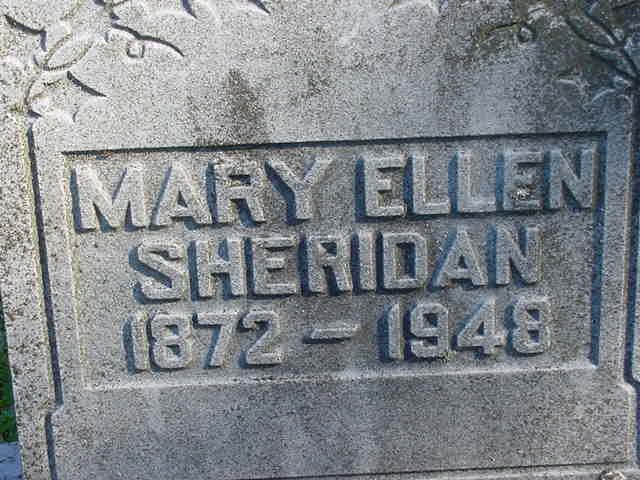 MARY ELLEN
SHERIDAN
1872 - 1948